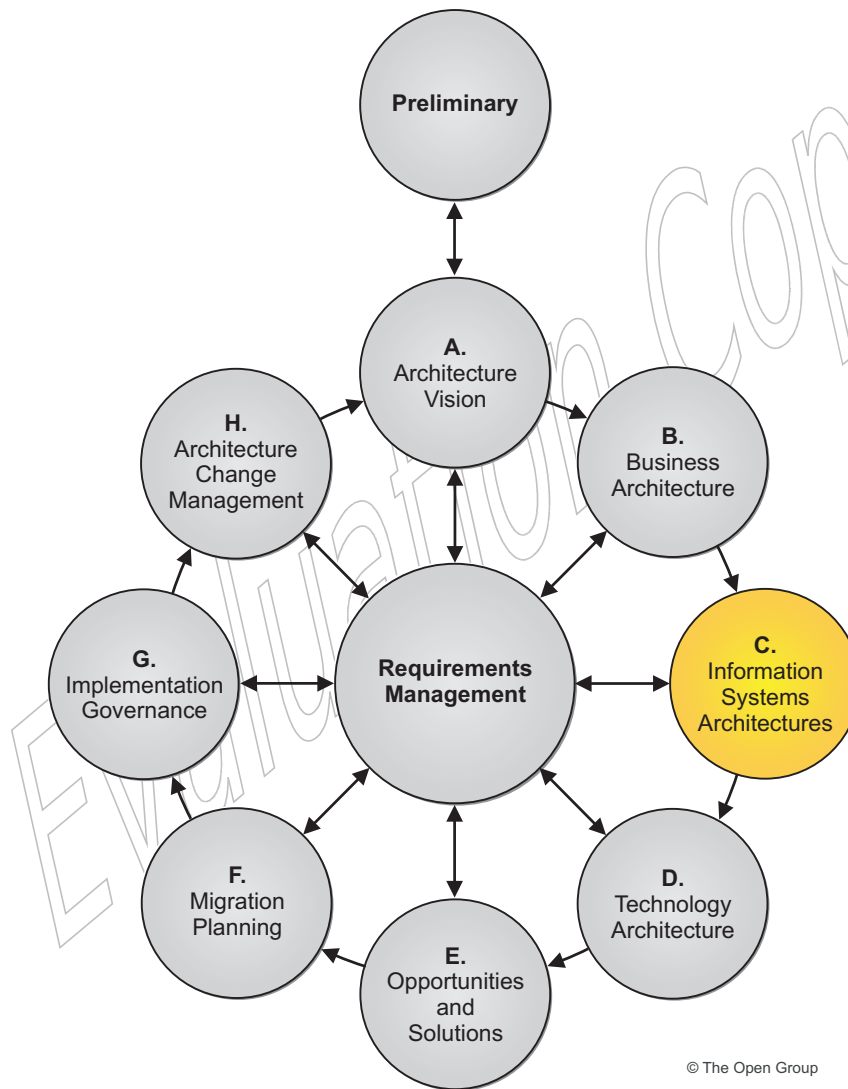 Preliminary
A.
Architecture
Vision
H.
Architecture
Change
Management
B.
Business
Architecture
G.
Implementation
Governance
Requirements
Management
C.
Information
Systems
Architectures
F.
Migration
Planning
D.
Technology
Architecture
E.
Opportunities
and
Solutions
© The Open Group
Evaluation Cop